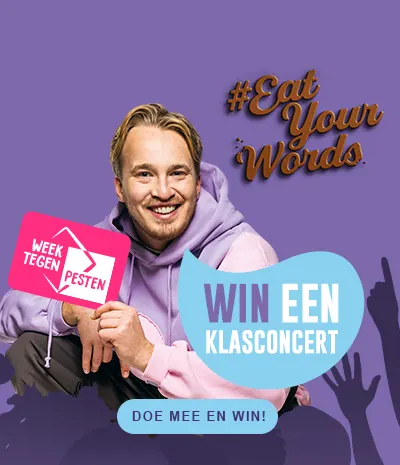 #Eat
Your
Words
WEEK
TEGEN
PESTEN
WIN EEN
KLASCONCERT
DOE MEE EN WIN!